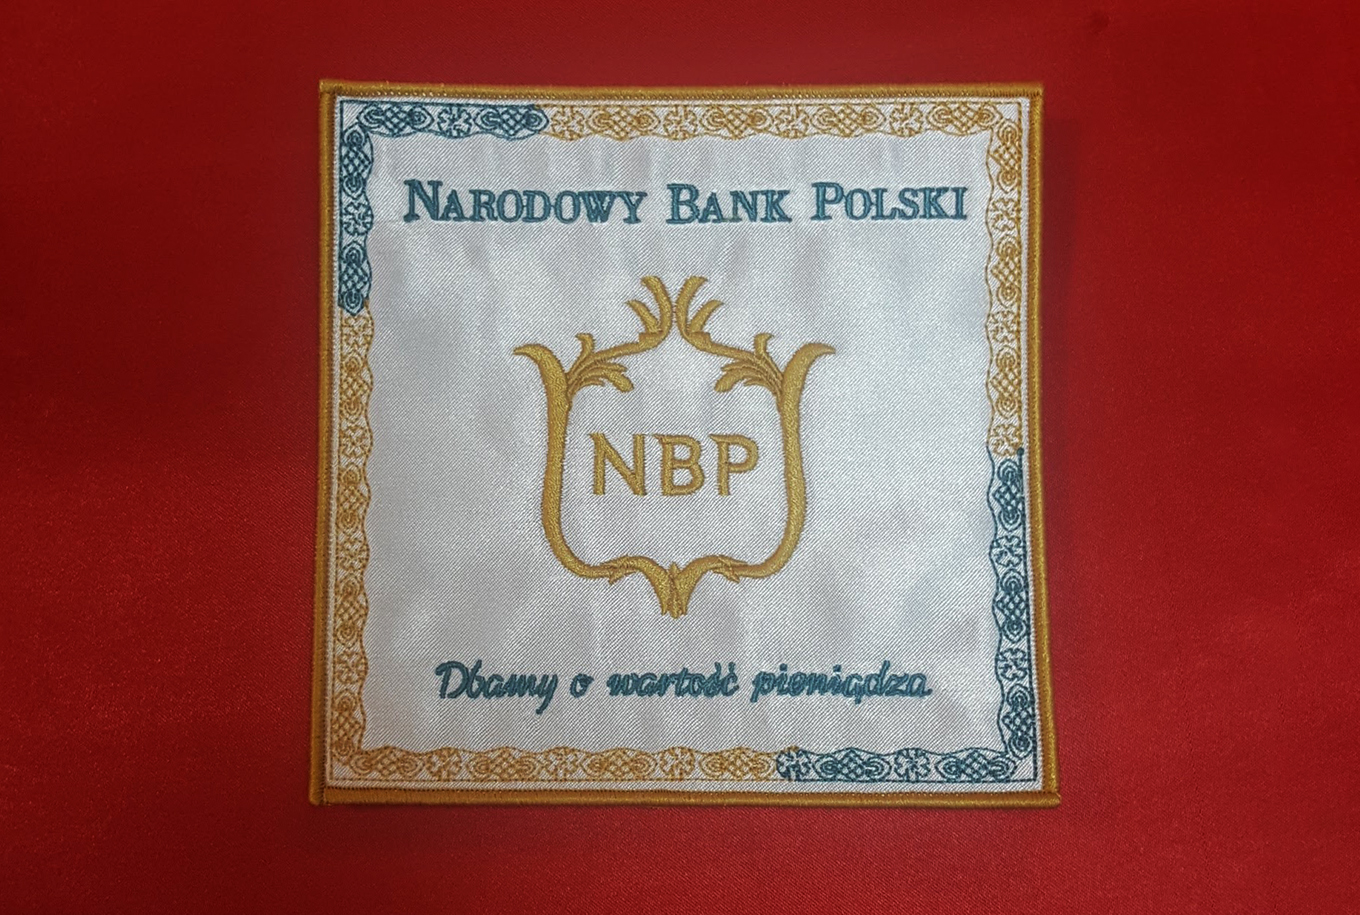 NARODOWY BANK POLSKI
NBP
Dbamy o wartość pieniądza